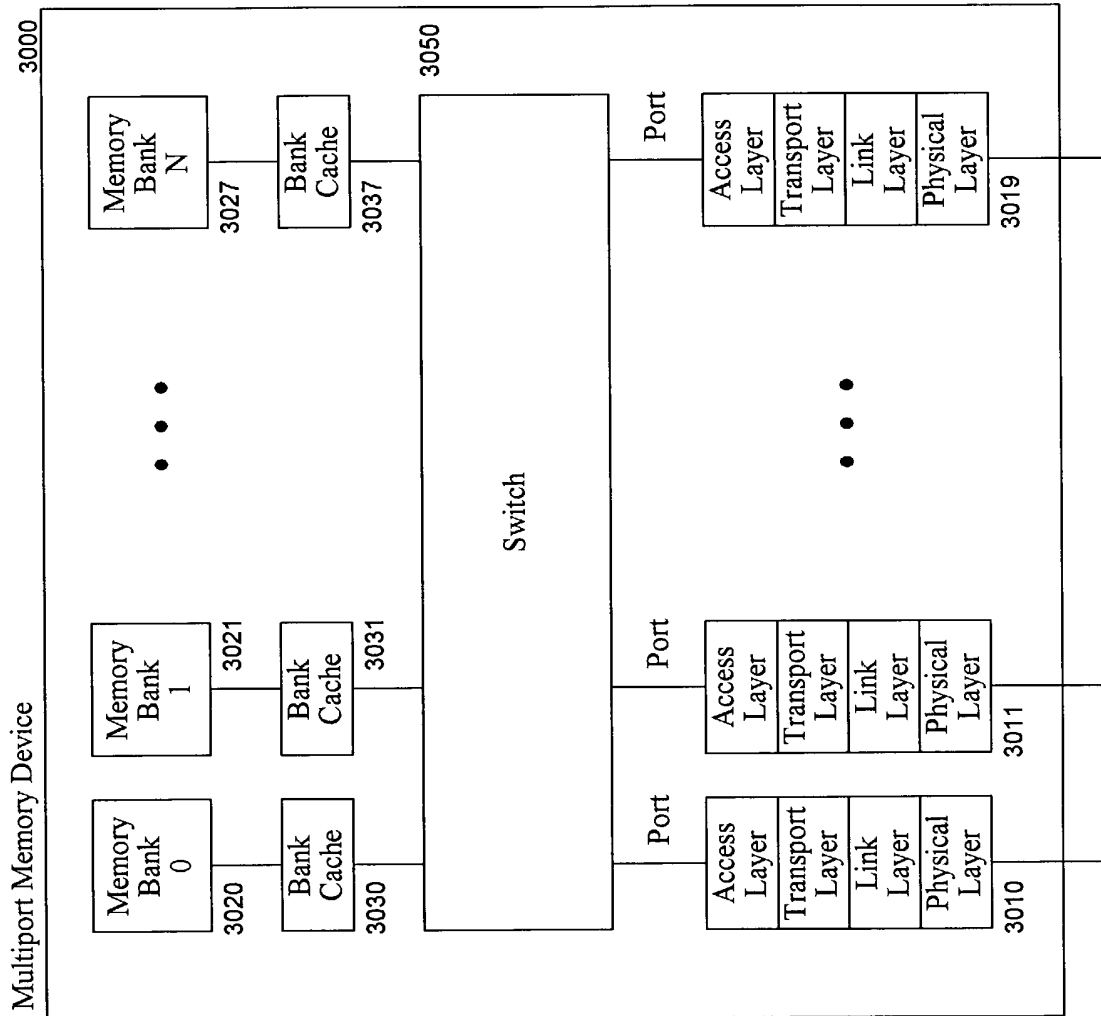 Multiport Memory Device
3000
Memory
Bank
0
3020
Memory
Bank
1
3021
Memory
Bank
N
3027
Bank
Cache
3030
Bank
Cache
3031
Bank
Cache
3037
3050
Switch
Port
Port
Port
Access
Layer
Transport
Layer
Link
Layer
Physical
Layer
3010
Access
Layer
Transport
Layer
Link
Layer
Physical
Layer
3011
Access
Layer
Transport
Layer
Link
Layer
Physical
Layer
3019